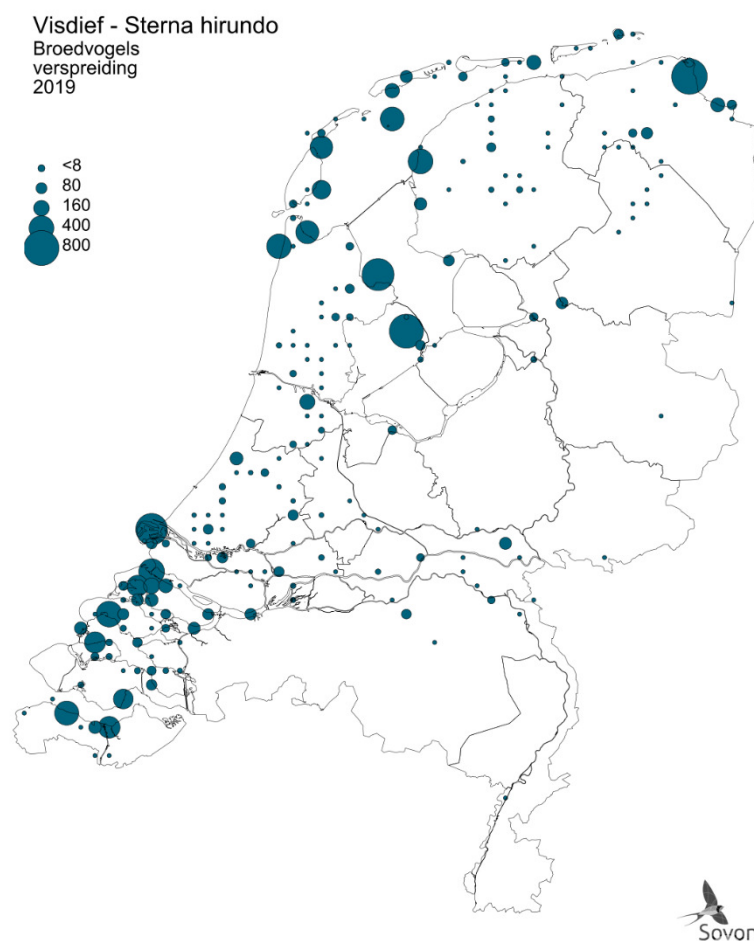 Visdief - Sterna hirundo
Broedvogels
verspreiding
2019
<8
80
160
400
800
Sovon